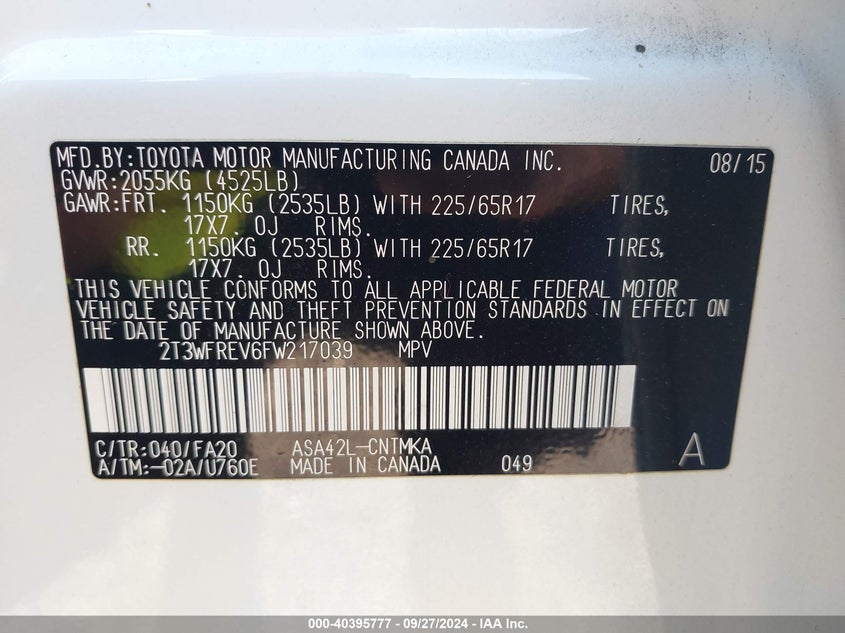 MFD.BY:TOYOTA MOTOR MANUFACTURING CANADA INC. 08/15
GVWR:2055KG (4525LB)
GAWR:FRT. 1150KG (2535LB) WITH 225/65R17 TIRES,
17X7.0J RIMS.
RR. 1150KG (2535LB) WITH 225/65R17 TIRES,
17X7.0J RIMS.
THIS VEHICLE CONFORMS TO ALL APPLICABLE FEDERAL MOTOR
VEHICLE SAFETY AND THEFT PREVENTION STANDARDS IN EFFECT ON
THE DATE OF MANUFACTURE SHOWN ABOVE.
2T3WFREV6FW217039 MPV
C/TR:040/FA20 ASA42L-CNTMKA
A/TM:-02A/U760E MADE IN CANADA 049 A
000-40395777 - 09/27/2024 - IAA Inc.